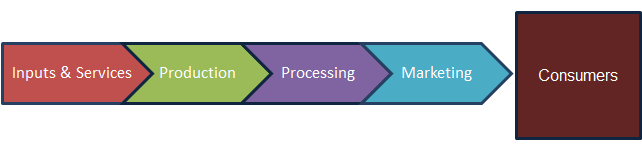 Inputs & Services
Production
Processing
Marketing
Consumers